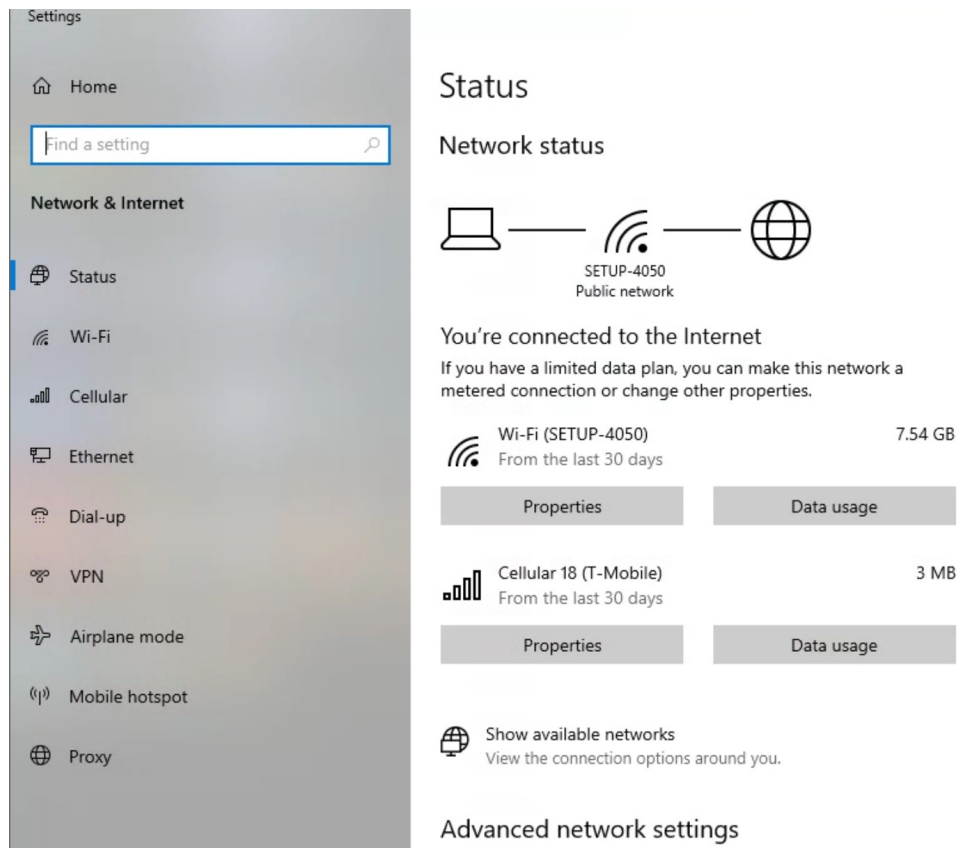 Settings
Home
Find a setting
Network & Internet
Status
Wi-Fi
Cellular
Ethernet
Dial-up
VPN
Airplane mode
Mobile hotspot
Proxy
Status
Network status
SETUP-4050
Public network
You're connected to the Internet
If you have a limited data plan, you can make this network a
metered connection or change other properties.
Wi-Fi (SETUP-4050) 7.54 GB
From the last 30 days
Properties Data usage
Cellular 18 (T-Mobile) 3 MB
From the last 30 days
Properties Data usage
Show available networks
View the connection options around you.
Advanced network settings